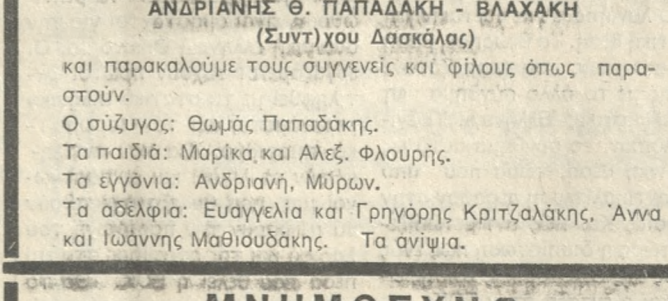 ΑΝΔΡΙΑΝΗΣ Θ. ΠΑΠΑΔΑΚΗ - ΒΛΑΧΑΚΗ
(Συντ)χου Δασκάλας)
και παρακαλούμε τους συγγενείς και φίλους όπως παρα-
στούν.
Ο σύζυγος: Θωμάς Παπαδάκης.
Τα παιδιά: Μαρίκα και Αλεξ. Φλουρής.
Τα εγγόνια: Ανδριανή, Μύρων.
Τα αδέλφια: Ευαγγελία και Γρηγόρης Κριτζαλάκης, Άννα
και Ιωάννης Μαθιουδάκης. Τα ανίψια.
ΜΝΗΜΟΣΥΝΟ